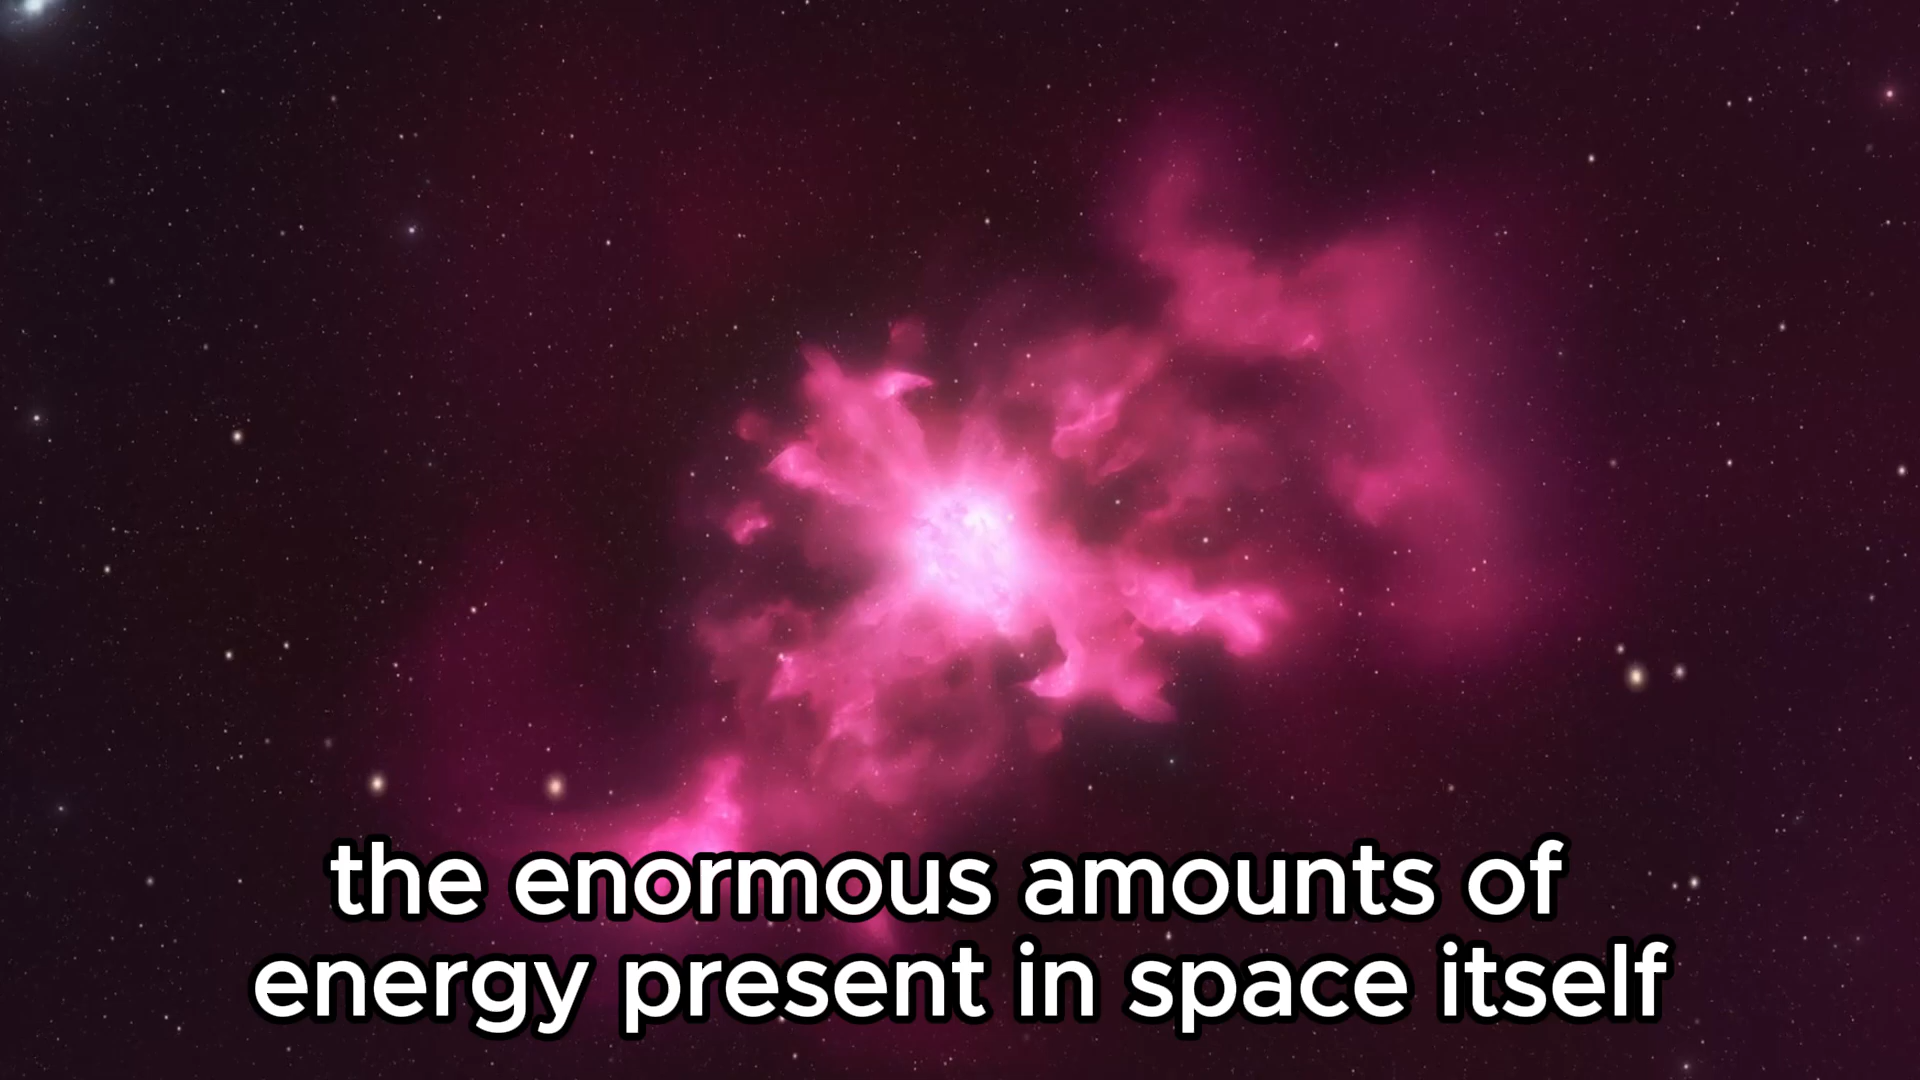 the enormous amounts of
energy present in space itself